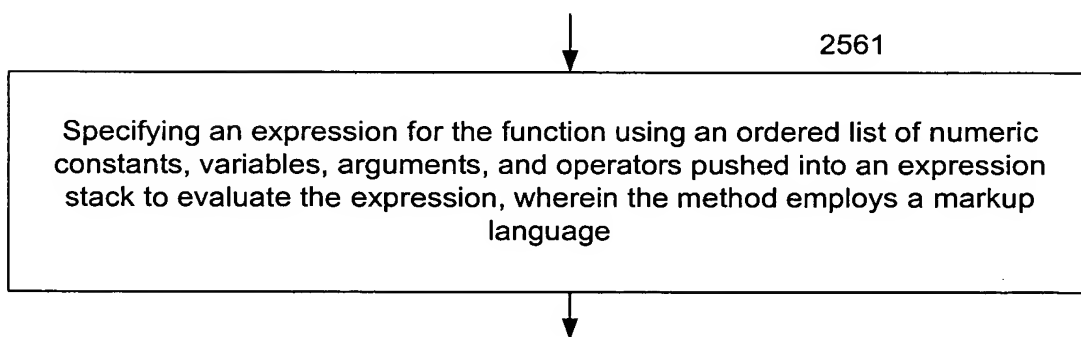 2561
Specifying an expression for the function using an ordered list of numeric
constants, variables, arguments, and operators pushed into an expression
stack to evaluate the expression, wherein the method employs a markup
language